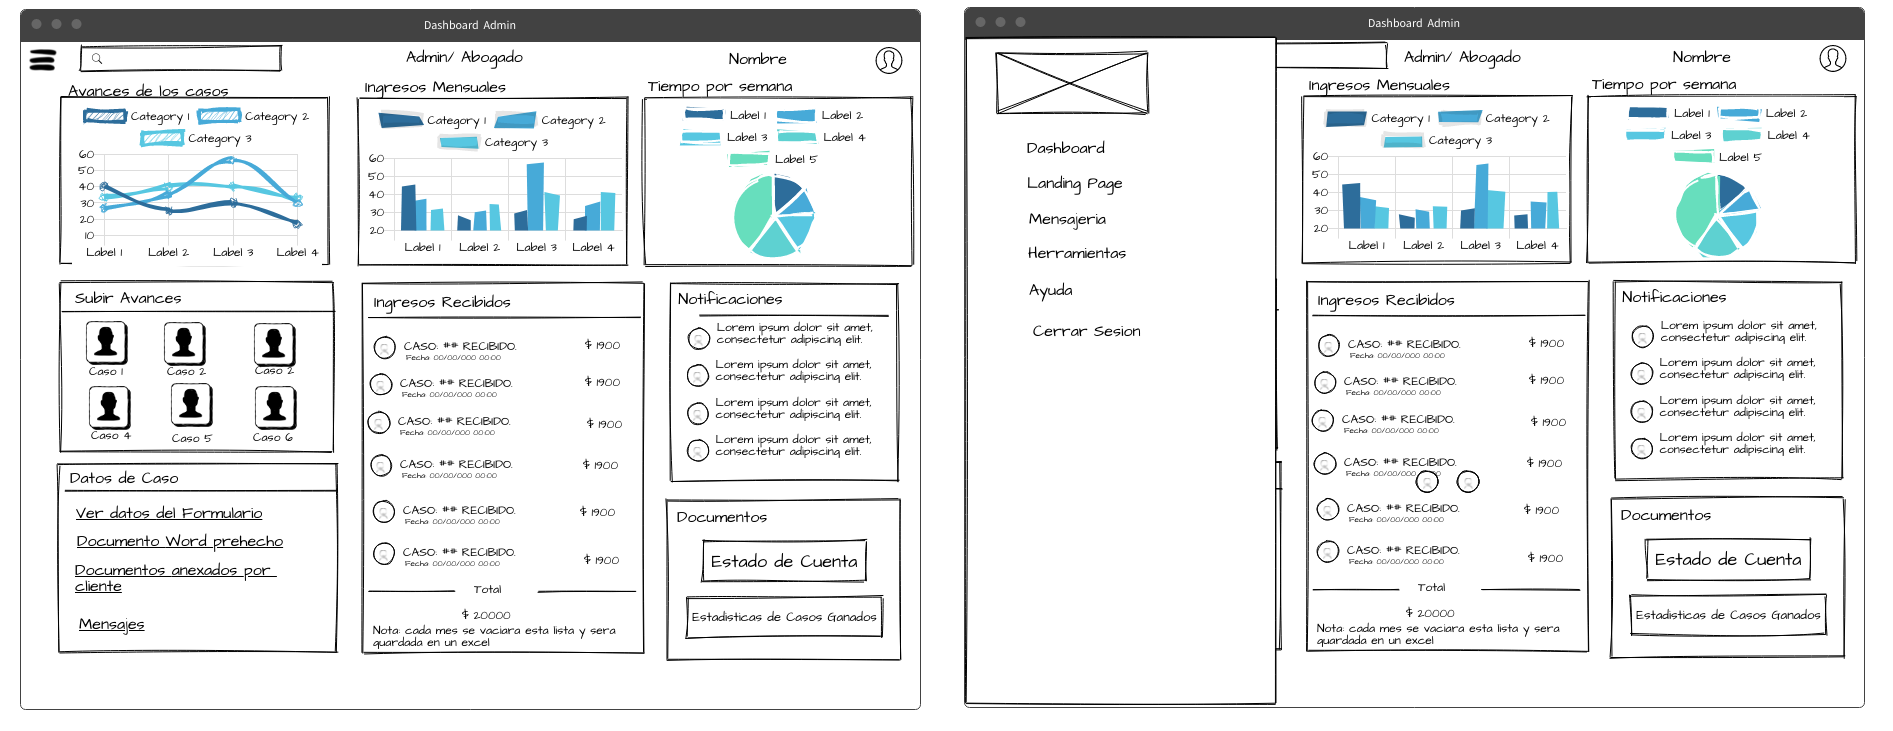 Dashboard Admin
Admin/ Abogado
Nombre
Avances de los casos
Category 1
Category 2
Category 3
60
50
40
30
20
10
Label 1
Label 2
Label 3
Label 4
Ingresos Mensuales
Category 1
Category 2
Category 3
60
50
40
30
20
Label 1
Label 2
Label 3
Label 4
Tiempo por semana
Label 1
Label 2
Label 3
Label 4
Label 5
Subir Avances
Caso 1
Caso 2
Caso 2
Caso 4
Caso 5
Caso 6
Datos de Caso
Ver datos del Formulario
Documento Word prehecho
Documentos anexados por
cliente
Mensajes
Ingresos Recibidos
CASO: ## RECIBIDO.
Fecha 00/00/000 00:00
$ 1900
CASO: ## RECIBIDO.
Fecha 00/00/000 00:00
$ 1900
CASO: ## RECIBIDO.
Fecha 00/00/000 00:00
$ 1900
CASO: ## RECIBIDO.
Fecha 00/00/000 00:00
$ 1900
CASO: ## RECIBIDO.
Fecha 00/00/000 00:00
$ 1900
CASO: ## RECIBIDO.
Fecha 00/00/000 00:00
$ 1900
Total
$ 20000
Nota: cada mes se vaciara esta lista y sera
guardada en un excel
Notificaciones
Lorem ipsum dolor sit amet,
consectetur adipiscing elit.
Lorem ipsum dolor sit amet,
consectetur adipiscing elit.
Lorem ipsum dolor sit amet,
consectetur adipiscing elit.
Lorem ipsum dolor sit amet,
consectetur adipiscing elit.
Documentos
Estado de Cuenta
Estadisticas de Casos Ganados
Dashboard Admin
Dashboard
Landing Page
Mensajeria
Herramientas
Ayuda
Cerrar Sesion
Admin/ Abogado
Nombre
Ingresos Mensuales
Category 1
Category 2
Category 3
60
50
40
30
20
Label 1
Label 2
Label 3
Label 4
Tiempo por semana
Label 1
Label 2
Label 3
Label 4
Label 5
Ingresos Recibidos
CASO: ## RECIBIDO.
Fecha 00/00/000 00:00
$ 1900
CASO: ## RECIBIDO.
Fecha 00/00/000 00:00
$ 1900
CASO: ## RECIBIDO.
Fecha 00/00/000 00:00
$ 1900
CASO: ## RECIBIDO.
Fecha 00/00/000
$ 1900
CASO: ## RECIBIDO.
Fecha 00/00/000 00:00
$ 1900
CASO: ## RECIBIDO.
Fecha 00/00/000 00:00
$ 1900
Total
$ 20000
Nota: cada mes se vaciara esta lista y sera
guardada en un excel
Notificaciones
Lorem ipsum dolor sit amet,
consectetur adipiscing elit.
Lorem ipsum dolor sit amet,
consectetur adipiscing elit.
Lorem ipsum dolor sit amet,
consectetur adipiscing elit.
Lorem ipsum dolor sit amet,
consectetur adipiscing elit.
Documentos
Estado de Cuenta
Estadisticas de Casos Ganados